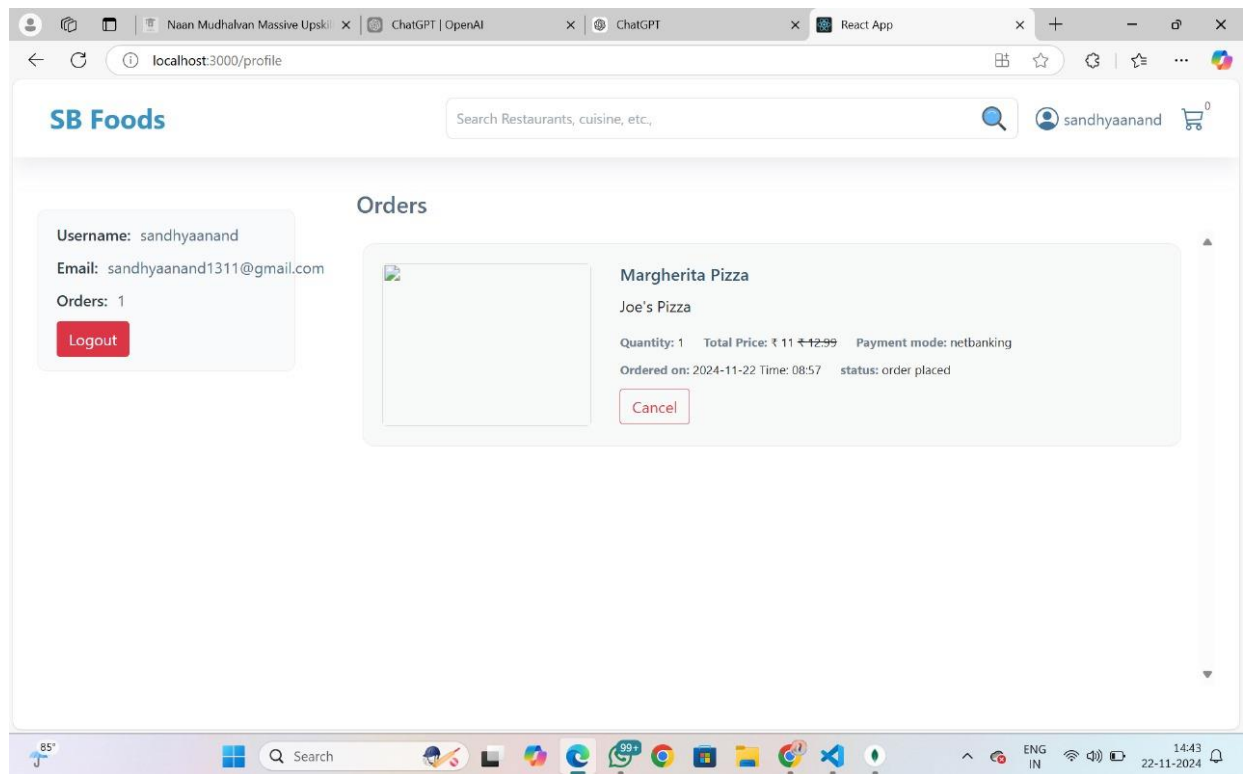 Naan Mudhalvan Massive Upskil
ChatGPT | OpenAI
ChatGPT
React App
localhost:3000/profile
SB Foods
Search Restaurants, cuisine, etc.,
sandhyaanand
0
Orders
Username: sandhyaanand
Email: sandhyaanand1311@gmail.com
Orders: 1
Logout
Margherita Pizza
Joe's Pizza
Quantity: 1 Total Price: ₹ 11 ₹ 12.99 Payment mode: netbanking
Ordered on: 2024-11-22 Time: 08:57 status: order placed
Cancel
85°
Search
99+
ENG
IN
14:43
22-11-2024